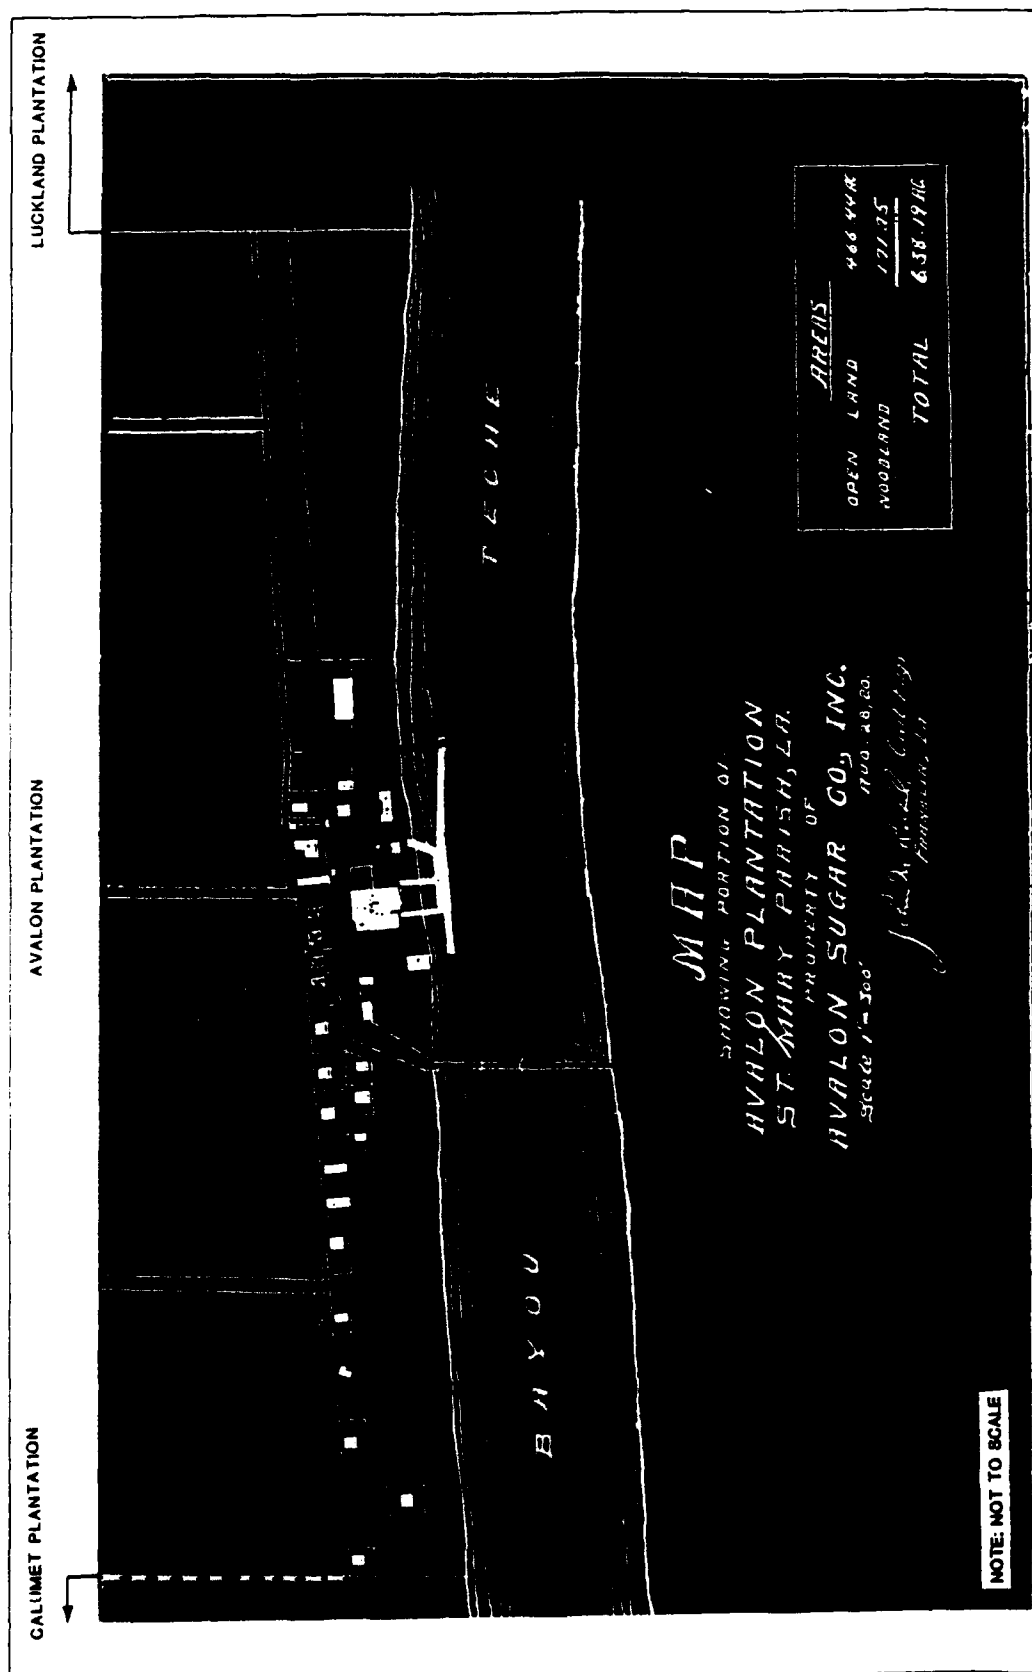 CALUMET PLANTATION
AVALON PLANTATION
LUCKLAND PLANTATION
BAYOU TECHE
MAP
SHOWING PORTION OF
AVALON PLANTATION
ST. MARY PARISH, LA.
PROPERTY OF
AVALON SUGAR CO., INC.
Scale 1"=300'
AUG. 28, 20.
FRANKLIN, LA
AREAS
OPEN LAND 466.44 AC
WOODLAND 171.75
TOTAL 638.19 AC
NOTE: NOT TO SCALE